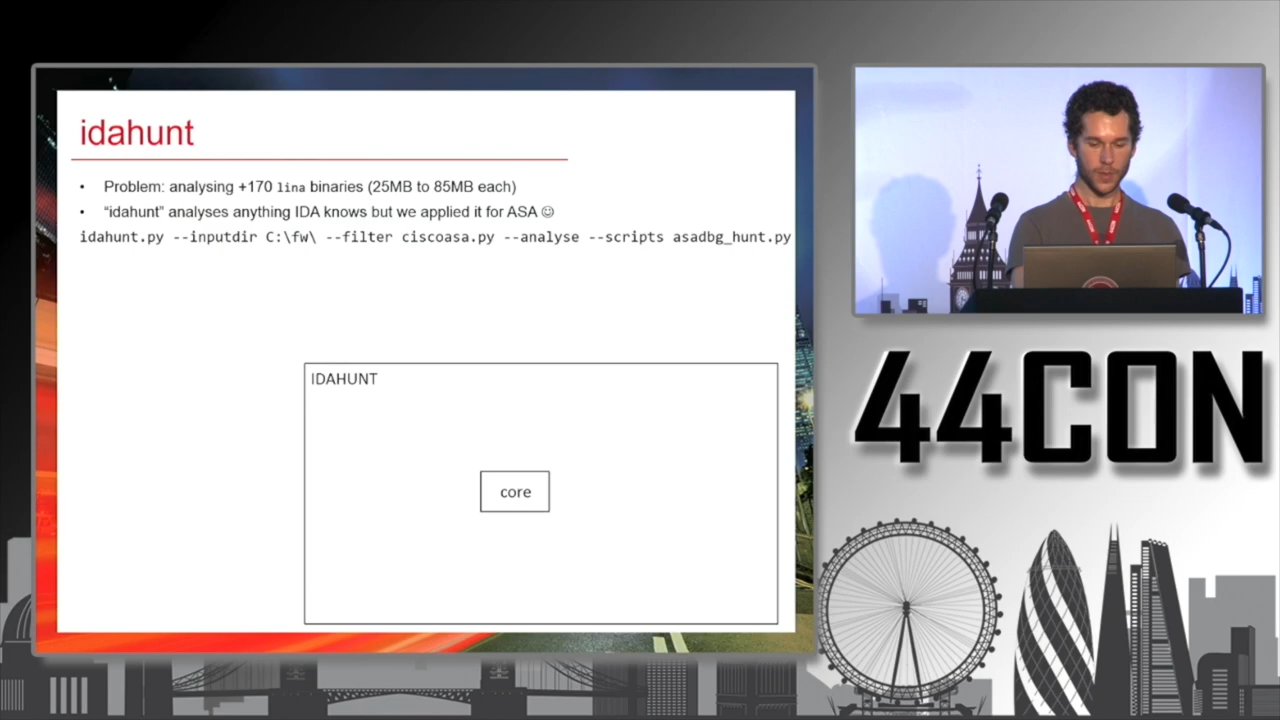 idahunt
• Problem: analysing +170 lina binaries (25MB to 85MB each)
• “idahunt” analyses anything IDA knows but we applied it for ASA ☺
idahunt.py --inputdir C:\fw\ --filter ciscoasa.py --analyse --scripts asadbg_hunt.py
IDAHUNT
core
44CON